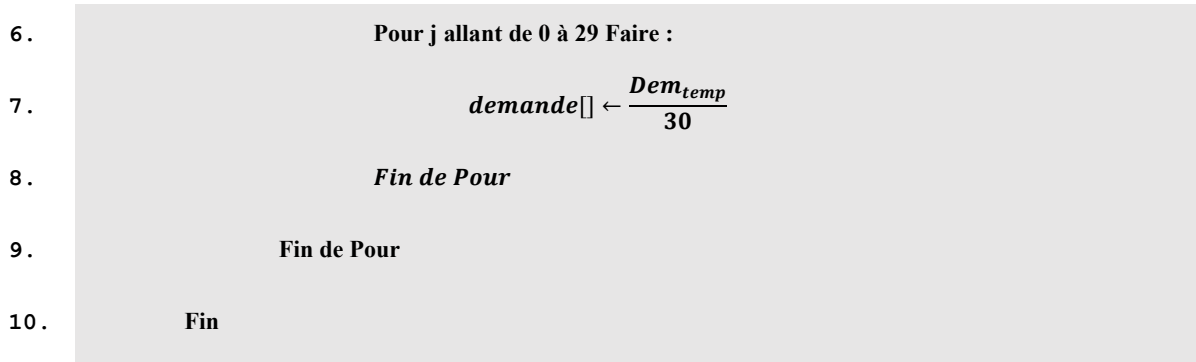 6. Pour j allant de 0 à 29 Faire :
7. demande[] ← Dem_temp / 30
8. Fin de Pour
9. Fin de Pour
10. Fin